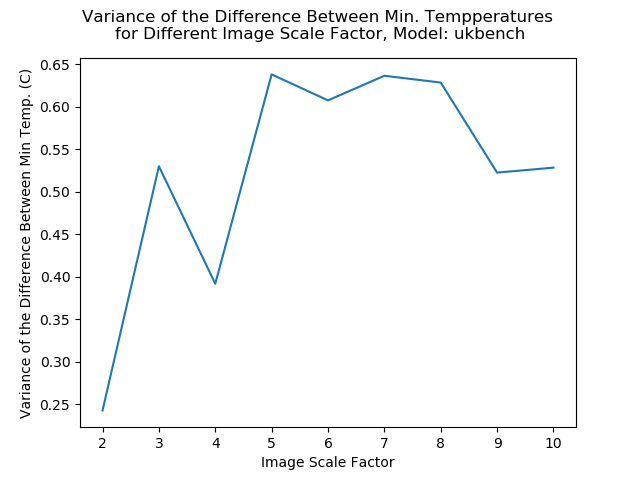 Variance of the Difference Between Min. Tempperatures
for Different Image Scale Factor, Model: ukbench
Variance of the Difference Between Min Temp. (C)
0.65
0.60
0.55
0.50
0.45
0.40
0.35
0.30
0.25
2 3 4 5 6 7 8 9 10
Image Scale Factor